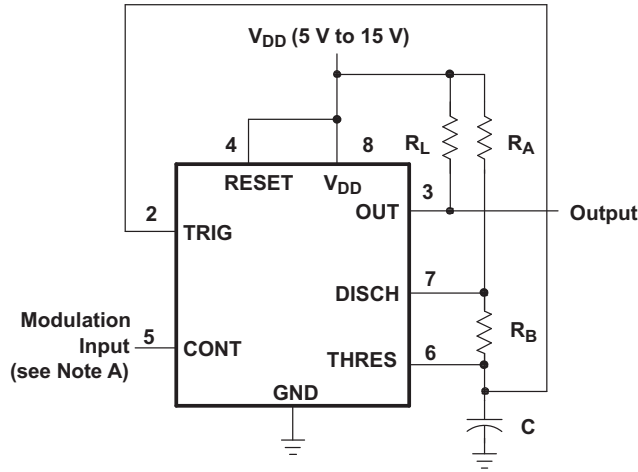 V_DD (5 V to 15 V)
4
8
R_L
R_A
RESET
V_DD
3
2
OUT
Output
TRIG
7
DISCH
Modulation
Input
(see Note A)
5
CONT
R_B
6
THRES
GND
C